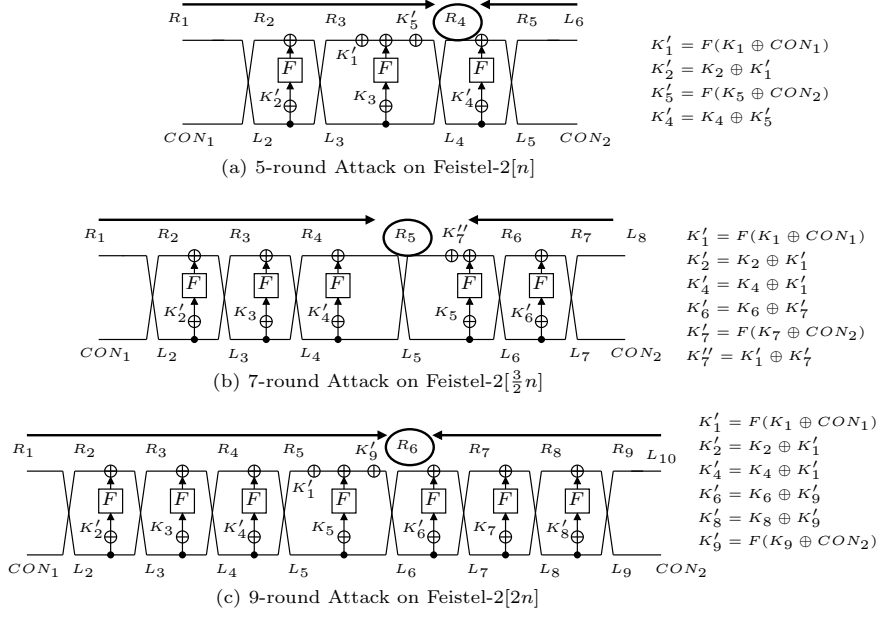 R₁ R₂ R₃ K′₅ R₄ R₅ L₆
K′₁
F F F
K′₂ K₃ K′₄
CON₁ L₂ L₃ L₄ L₅ CON₂
K′₁ = F(K₁ ⊕ CON₁)
K′₂ = K₂ ⊕ K′₁
K′₅ = F(K₅ ⊕ CON₂)
K′₄ = K₄ ⊕ K′₅
(a) 5-round Attack on Feistel-2[n]
R₁ R₂ R₃ R₄ R₅ K″₇ R₆ R₇ L₈
F F F F F
K′₂ K₃ K′₄ K₅ K′₆
CON₁ L₂ L₃ L₄ L₅ L₆ L₇ CON₂
K′₁ = F(K₁ ⊕ CON₁)
K′₂ = K₂ ⊕ K′₁
K′₄ = K₄ ⊕ K′₁
K′₆ = K₆ ⊕ K′₇
K′₇ = F(K₇ ⊕ CON₂)
K″₇ = K′₁ ⊕ K′₇
(b) 7-round Attack on Feistel-2[3/2 n]
R₁ R₂ R₃ R₄ R₅ K′₉ R₆ R₇ R₈ R₉ L₁₀
K′₁
F F F F F F F
K′₂ K₃ K′₄ K₅ K′₆ K₇ K′₈
CON₁ L₂ L₃ L₄ L₅ L₆ L₇ L₈ L₉ CON₂
K′₁ = F(K₁ ⊕ CON₁)
K′₂ = K₂ ⊕ K′₁
K′₄ = K₄ ⊕ K′₁
K′₆ = K₆ ⊕ K′₉
K′₈ = K₈ ⊕ K′₉
K′₉ = F(K₉ ⊕ CON₂)
(c) 9-round Attack on Feistel-2[2n]